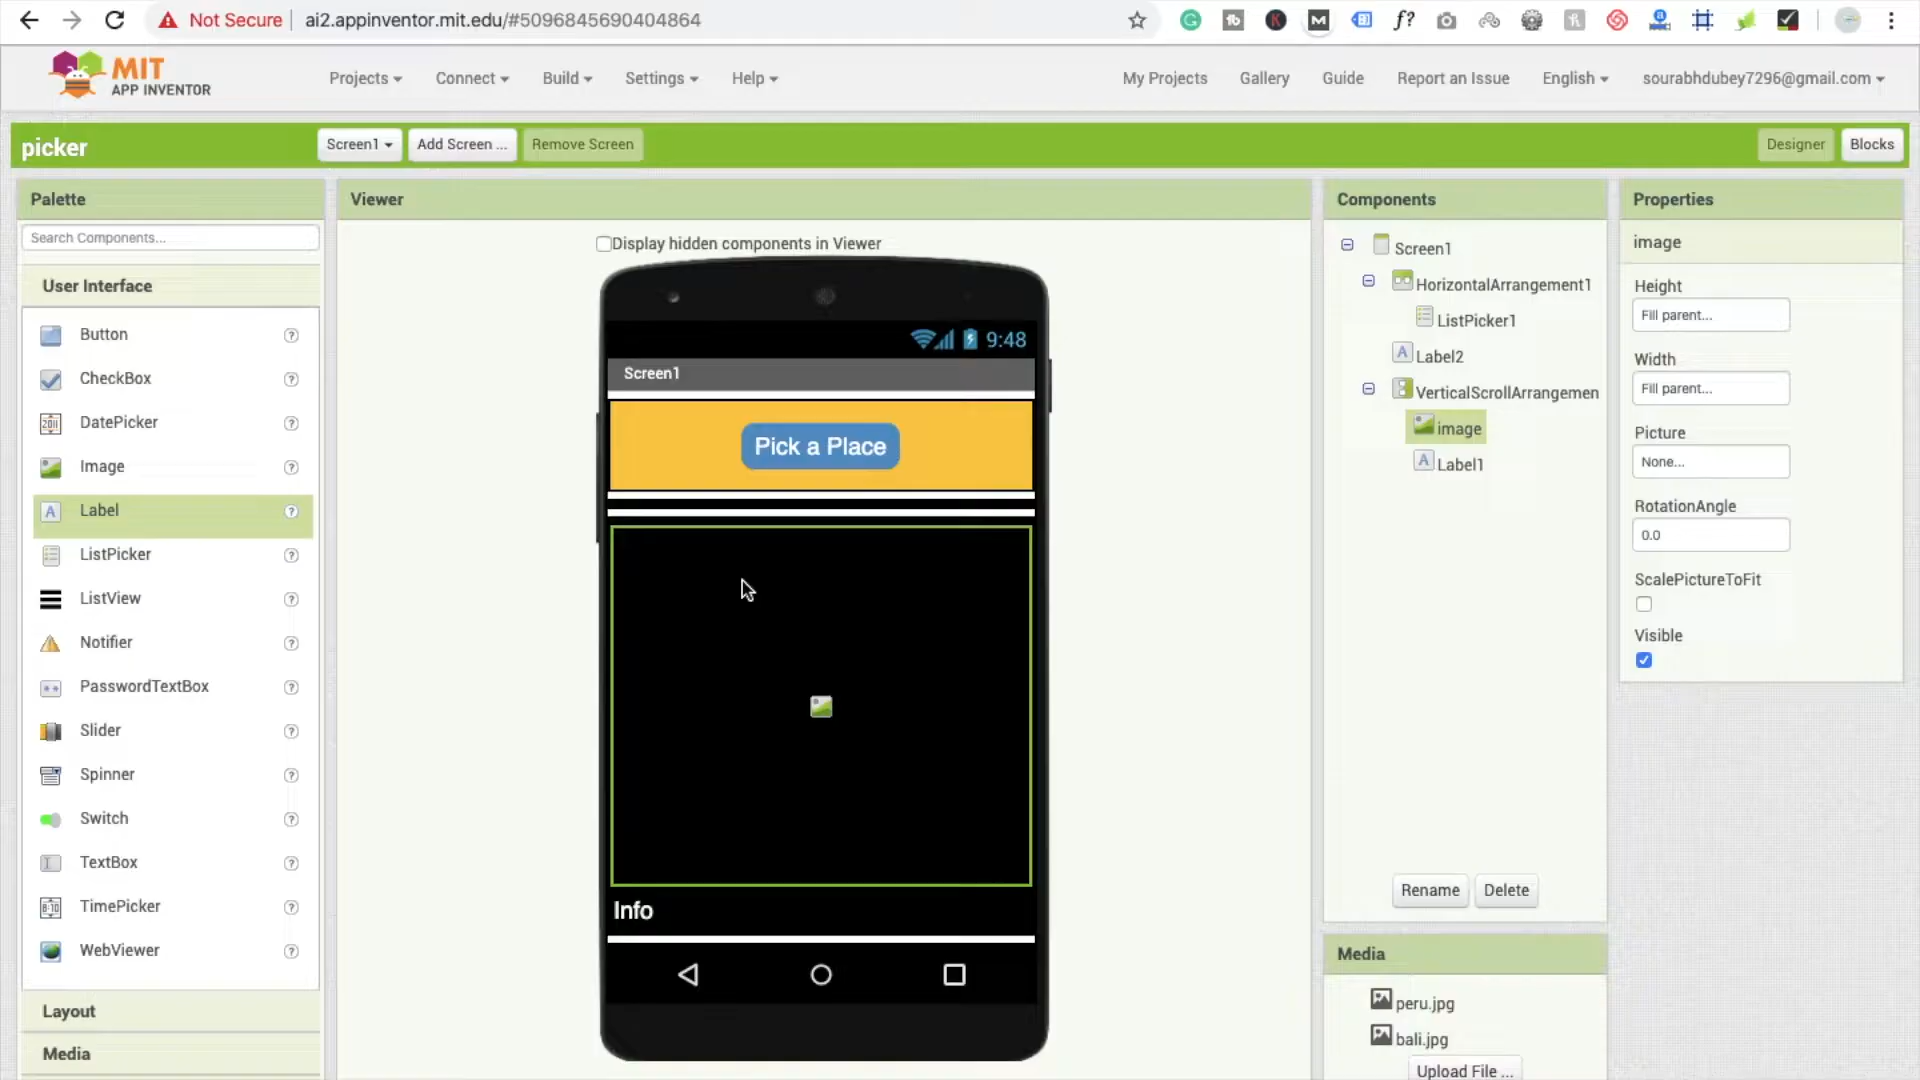 Not Secure ai2.appinventor.mit.edu/#5096845690404864
MIT
APP INVENTOR
Projects Connect Build Settings Help My Projects Gallery Guide Report an Issue English sourabhdubey7296@gmail.com
picker Screen1 Add Screen ... Remove Screen Designer Blocks
Palette
Search Components...
User Interface
Button
CheckBox
DatePicker
Image
Label
ListPicker
ListView
Notifier
PasswordTextBox
Slider
Spinner
Switch
TextBox
TimePicker
WebViewer
Layout
Media
Viewer
Display hidden components in Viewer
9:48
Screen1
Pick a Place
Info
Components
Screen1
HorizontalArrangement1
ListPicker1
Label2
VerticalScrollArrangemen
image
Label1
Rename Delete
Media
peru.jpg
bali.jpg
Upload File ...
Properties
image
Height
Fill parent...
Width
Fill parent...
Picture
None...
RotationAngle
0.0
ScalePictureToFit
Visible